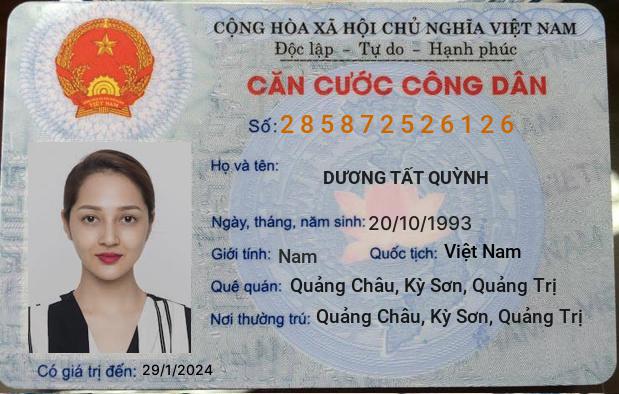 CỘNG HÒA XÃ HỘI CHỦ NGHĨA VIỆT NAM
Độc lập - Tự do - Hạnh phúc
CĂN CƯỚC CÔNG DÂN
Số: 285872526126
Họ và tên:
DƯƠNG TẤT QUỲNH
Ngày, tháng, năm sinh: 20/10/1993
Giới tính: Nam Quốc tịch: Việt Nam
Quê quán: Quảng Châu, Kỳ Sơn, Quảng Trị
Nơi thường trú: Quảng Châu, Kỳ Sơn, Quảng Trị
Có giá trị đến: 29/1/2024
VIỆT NAM